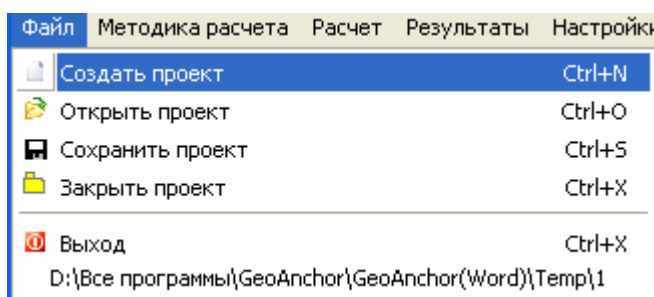 Файл Методика расчета Расчет Результаты Настройки
Создать проект Ctrl+N
Открыть проект Ctrl+O
Сохранить проект Ctrl+S
Закрыть проект Ctrl+X
Выход Ctrl+X
D:\Все программы\GeoAnchor\GeoAnchor(Word)\Temp\1